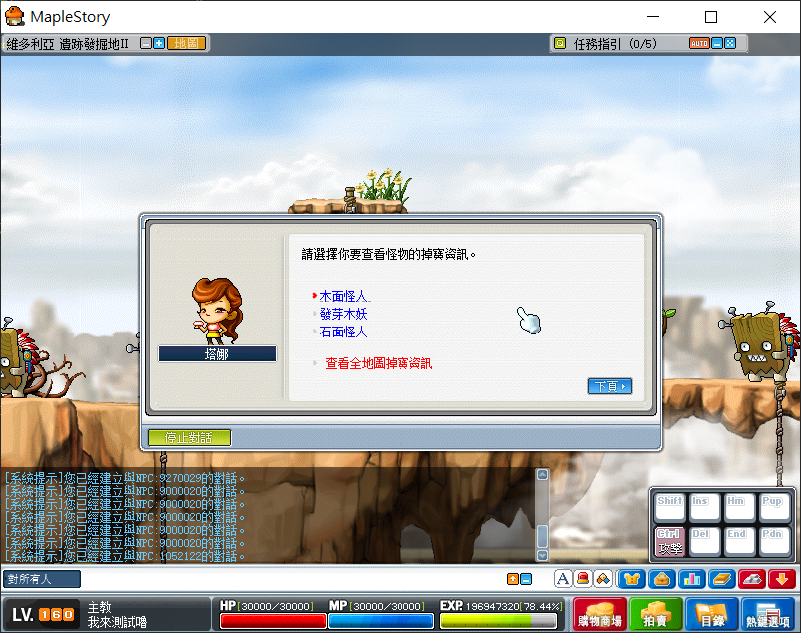 MapleStory
維多利亞 遺跡發掘地II
地圖
任務指引 (0/5)
AUTO
請選擇你要查看怪物的掉寶資訊。
木面怪人
發芽木妖
石面怪人
查看全地圖掉寶資訊
塔娜
下頁
停止對話
[系統提示]您已經建立與NPC:9270029的對話。
[系統提示]您已經建立與NPC:9000020的對話。
[系統提示]您已經建立與NPC:9000020的對話。
[系統提示]您已經建立與NPC:9000020的對話。
[系統提示]您已經建立與NPC:9000020的對話。
[系統提示]您已經建立與NPC:9000020的對話。
[系統提示]您已經建立與NPC:1052122的對話。
Shift Ins Hm Pup
Ctrl Del End Pdn
攻擊
對所有人
LV. 160
主教
我來測試嚕
HP[30000/30000] MP[30000/30000] EXP. 196947320[78.44%]
購物商場 拍賣 目錄 熱鍵選項